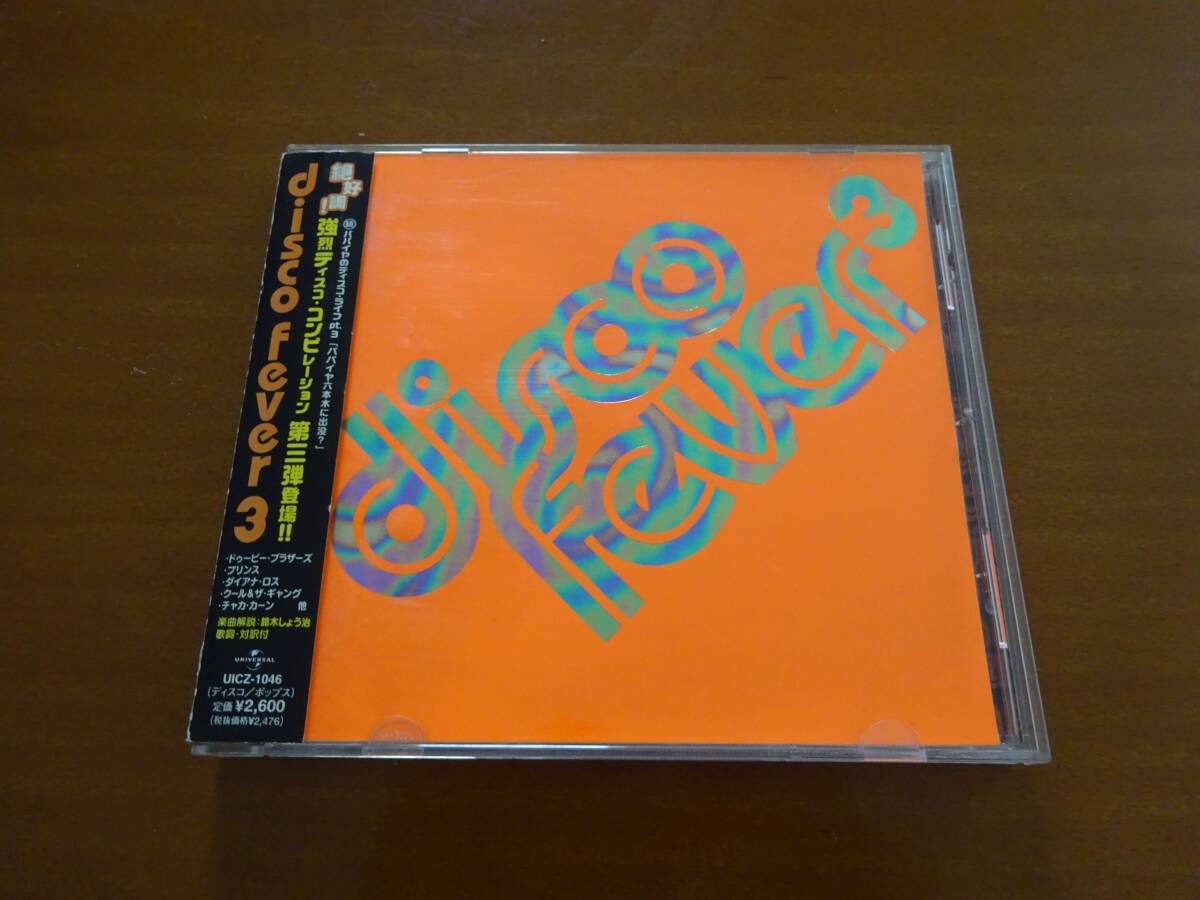 disco fever 3
絶好調!
強烈ディスコ・コンピレーション 第三弾登場!!
パパイヤのディスコ・ライフ pt.3「パパイヤ六本木に出没?」
・ドゥービー・ブラザーズ
・プリンス
・ダイアナ・ロス
・クール&ザ・ギャング
・チャカ・カーン 他
楽曲解説:鈴木しょう治
歌詞・対訳付
UNIVERSAL
UICZ-1046
(ディスコ/ポップス)
定価¥2,600
(税抜価格¥2,476)
disco
fever 3